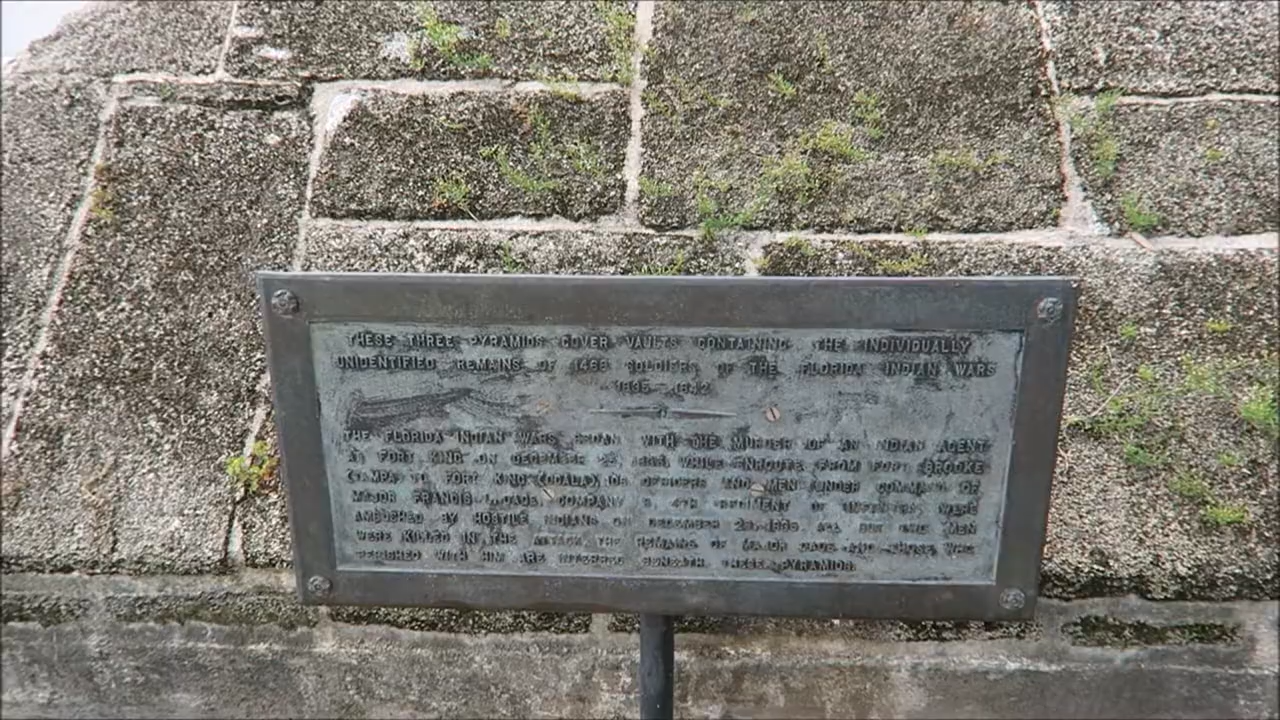 THESE THREE PYRAMIDS COVER VAULTS CONTAINING THE INDIVIDUALLY
UNIDENTIFIED REMAINS OF 1468 SOLDIERS OF THE FLORIDA INDIAN WARS
1835 - 1842
THE FLORIDA INDIAN WARS BEGAN WITH THE MURDER OF AN INDIAN AGENT
AT FORT KING ON DECEMBER WHILE ENROUTE FROM FORT BROOKE
(TAMPA) TO FORT KING (OCALA), OFFICERS AND MEN UNDER COMMAND OF
MAJOR FRANCIS L. DADE, COMPANY 4TH REGIMENT OF INFANTRY WERE
AMBUSHED BY HOSTILE INDIANS ON DECEMBER ALL BUT MEN
WERE KILLED IN THE ATTACK. THE REMAINS OF MAJOR DADE AND THOSE WHO
PERISHED WITH HIM ARE INTERRED BENEATH THESE PYRAMIDS.